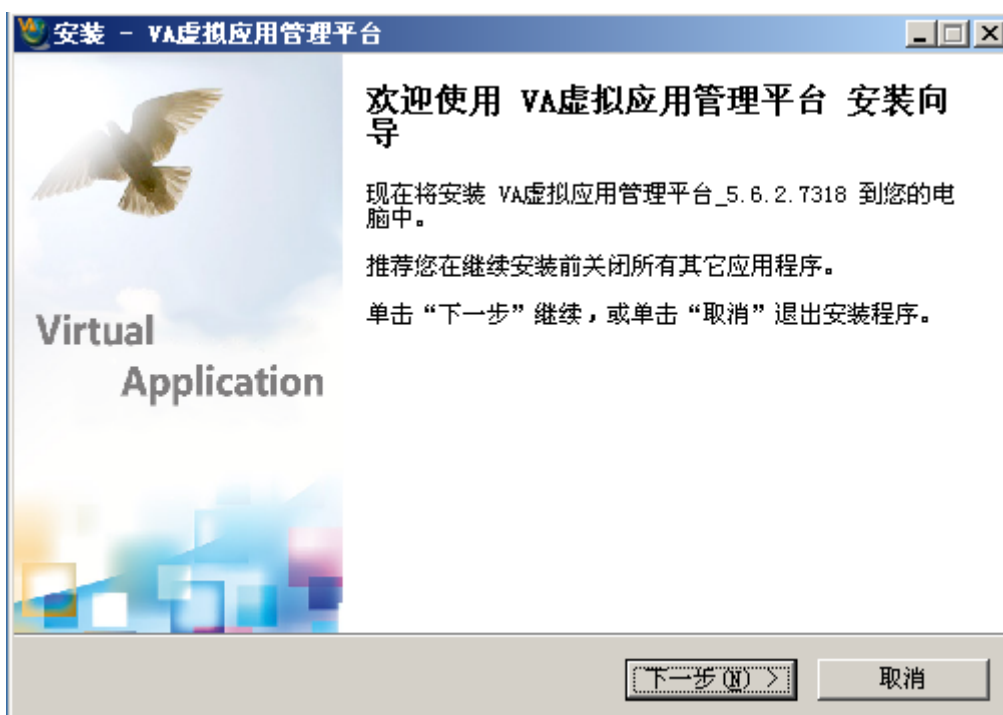 安装 - VA虚拟应用管理平台
欢迎使用 VA虚拟应用管理平台 安装向
导
现在将安装 VA虚拟应用管理平台_5.6.2.7318 到您的电
脑中。
推荐您在继续安装前关闭所有其它应用程序。
单击“下一步”继续，或单击“取消”退出安装程序。
Virtual
Application
下一步(N) >
取消